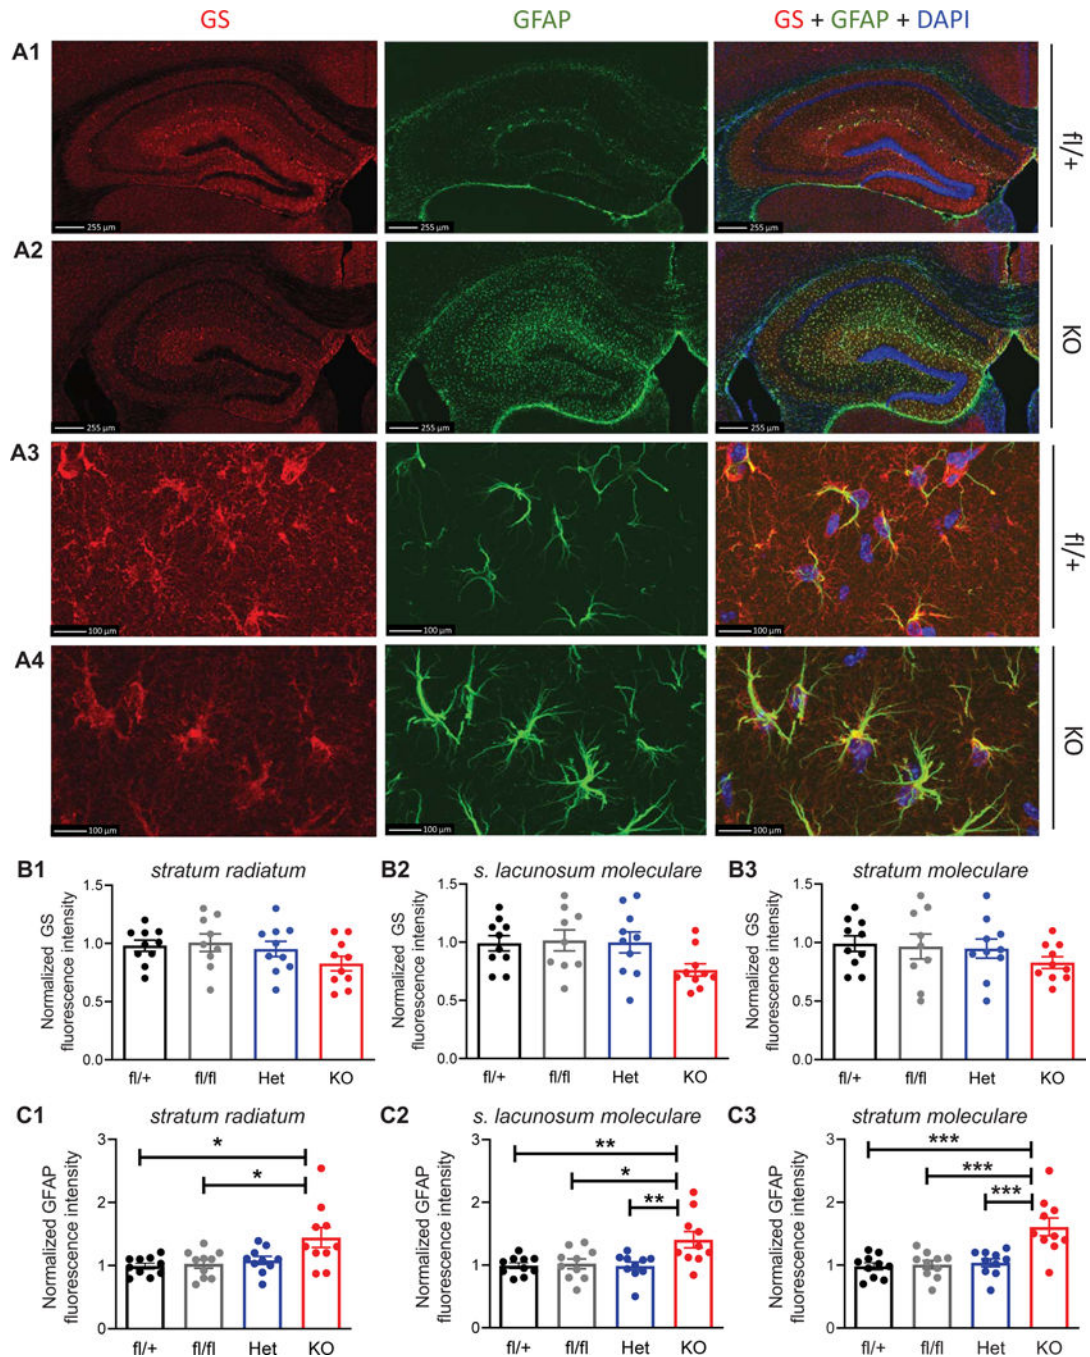 GS GFAP GS + GFAP + DAPI
A1
fl/+
255 µm 255 µm 255 µm
A2
KO
255 µm 255 µm 255 µm
A3
fl/+
100 µm 100 µm 100 µm
A4
KO
100 µm 100 µm 100 µm
B1 stratum radiatum
Normalized GS
fluorescence intensity
1.5
1.0
0.5
0.0
fl/+ fl/fl Het KO
B2 s. lacunosum moleculare
Normalized GS
fluorescence intensity
1.5
1.0
0.5
0.0
fl/+ fl/fl Het KO
B3 stratum moleculare
Normalized GS
fluorescence intensity
1.5
1.0
0.5
0.0
fl/+ fl/fl Het KO
C1 stratum radiatum
Normalized GFAP
fluorescence intensity
3
2
1
0
*
*
fl/+ fl/fl Het KO
C2 s. lacunosum moleculare
Normalized GFAP
fluorescence intensity
3
2
1
0
**
*
**
fl/+ fl/fl Het KO
C3 stratum moleculare
Normalized GFAP
fluorescence intensity
3
2
1
0
***
***
***
fl/+ fl/fl Het KO